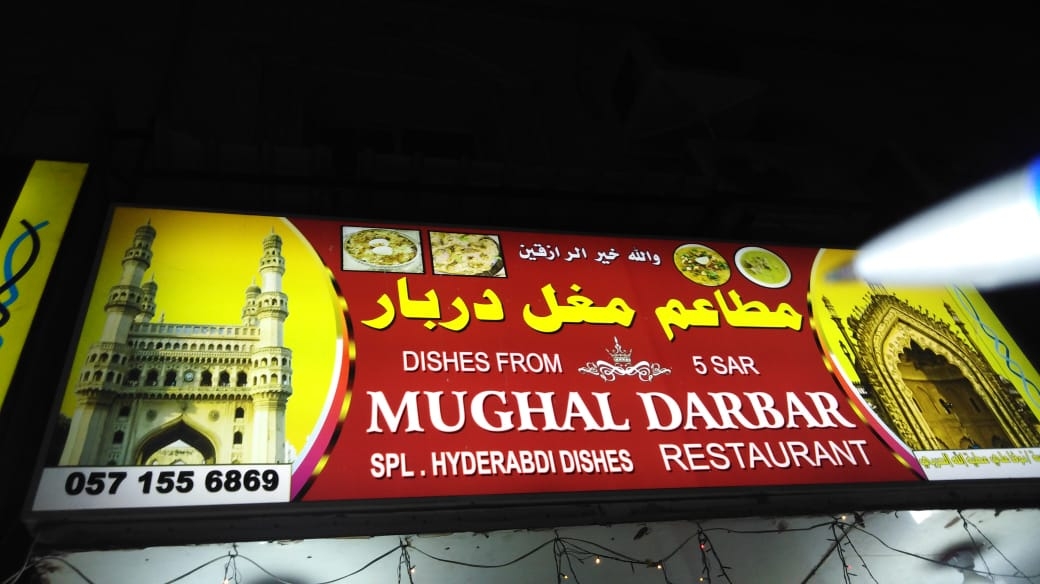 والله خير الرازقين
مطاعم مغل دربار
DISHES FROM 5 SAR
MUGHAL DARBAR
SPL . HYDERABDI DISHES RESTAURANT
057 155 6869